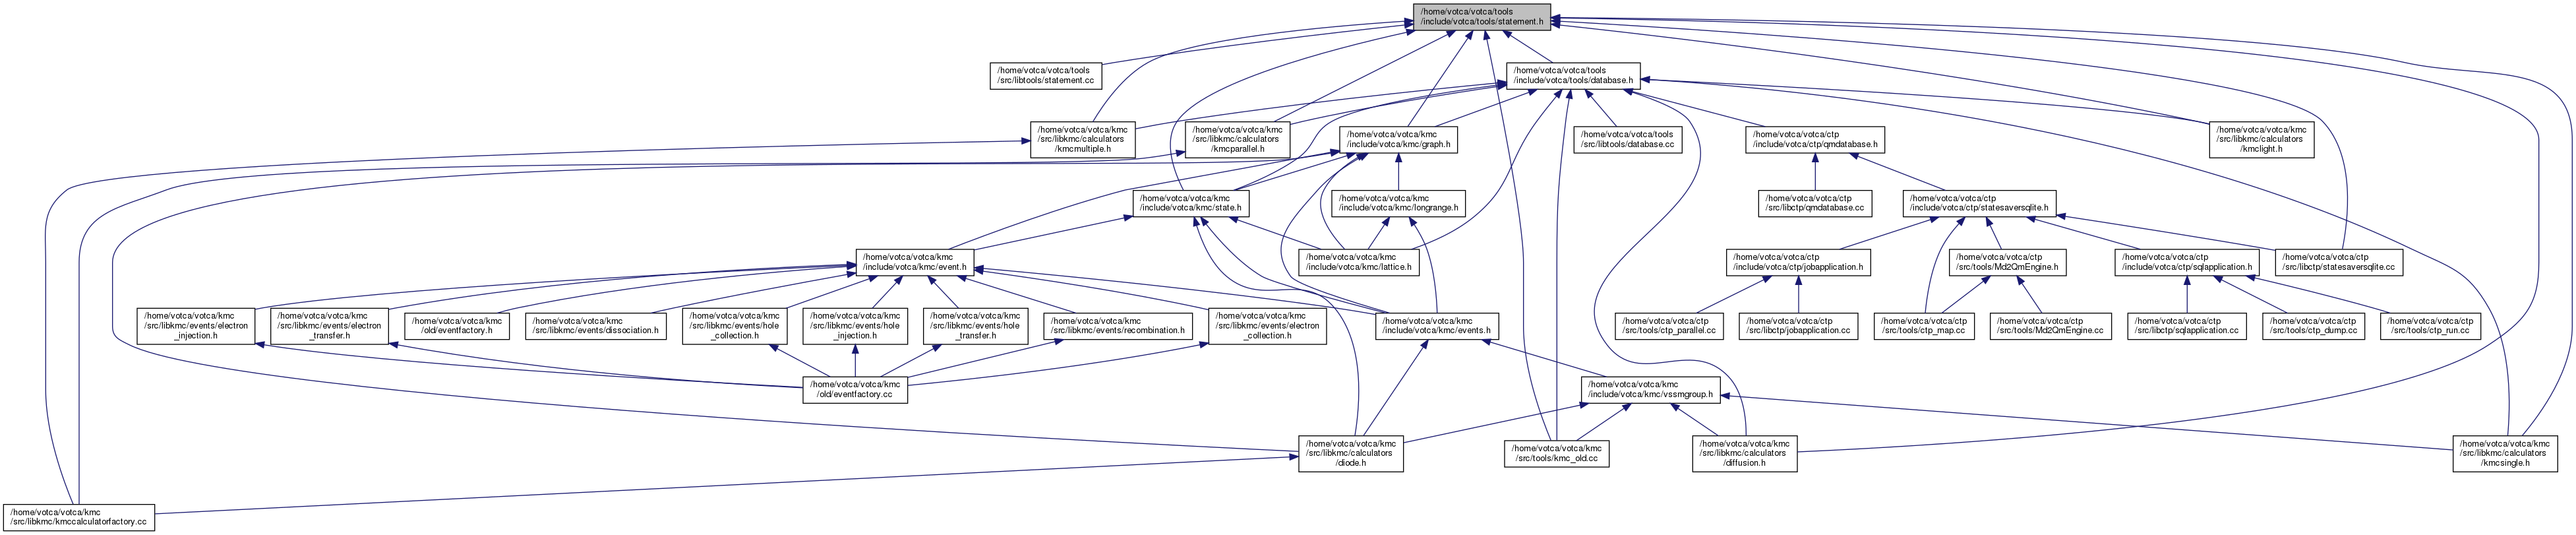 /home/votca/votca/tools
/include/votca/tools/statement.h
/home/votca/votca/tools
/src/libtools/statement.cc
/home/votca/votca/tools
/include/votca/tools/database.h
/home/votca/votca/kmc
/src/libkmc/calculators
/kmcmultiple.h
/home/votca/votca/kmc
/src/libkmc/calculators
/kmcparallel.h
/home/votca/votca/kmc
/include/votca/kmc/graph.h
/home/votca/votca/tools
/src/libtools/database.cc
/home/votca/votca/ctp
/include/votca/ctp/qmdatabase.h
/home/votca/votca/kmc
/src/libkmc/calculators
/kmclight.h
/home/votca/votca/kmc
/include/votca/kmc/state.h
/home/votca/votca/kmc
/include/votca/kmc/longrange.h
/home/votca/votca/ctp
/src/libctp/qmdatabase.cc
/home/votca/votca/ctp
/include/votca/ctp/statesaversqlite.h
/home/votca/votca/kmc
/include/votca/kmc/event.h
/home/votca/votca/kmc
/include/votca/kmc/lattice.h
/home/votca/votca/ctp
/include/votca/ctp/jobapplication.h
/home/votca/votca/ctp
/src/tools/Md2QmEngine.h
/home/votca/votca/ctp
/include/votca/ctp/sqlapplication.h
/home/votca/votca/ctp
/src/libctp/statesaversqlite.cc
/home/votca/votca/kmc
/src/libkmc/events/electron
_injection.h
/home/votca/votca/kmc
/src/libkmc/events/electron
_transfer.h
/home/votca/votca/kmc
/old/eventfactory.h
/home/votca/votca/kmc
/src/libkmc/events/dissociation.h
/home/votca/votca/kmc
/src/libkmc/events/hole
_collection.h
/home/votca/votca/kmc
/src/libkmc/events/hole
_injection.h
/home/votca/votca/kmc
/src/libkmc/events/hole
_transfer.h
/home/votca/votca/kmc
/src/libkmc/events/recombination.h
/home/votca/votca/kmc
/src/libkmc/events/electron
_collection.h
/home/votca/votca/kmc
/include/votca/kmc/events.h
/home/votca/votca/ctp
/src/tools/ctp_parallel.cc
/home/votca/votca/ctp
/src/libctp/jobapplication.cc
/home/votca/votca/ctp
/src/tools/ctp_map.cc
/home/votca/votca/ctp
/src/tools/Md2QmEngine.cc
/home/votca/votca/ctp
/src/libctp/sqlapplication.cc
/home/votca/votca/ctp
/src/tools/ctp_dump.cc
/home/votca/votca/ctp
/src/tools/ctp_run.cc
/home/votca/votca/kmc
/old/eventfactory.cc
/home/votca/votca/kmc
/include/votca/kmc/vssmgroup.h
/home/votca/votca/kmc
/src/libkmc/calculators
/diode.h
/home/votca/votca/kmc
/src/tools/kmc_old.cc
/home/votca/votca/kmc
/src/libkmc/calculators
/diffusion.h
/home/votca/votca/kmc
/src/libkmc/calculators
/kmcsingle.h
/home/votca/votca/kmc
/src/libkmc/kmccalculatorfactory.cc